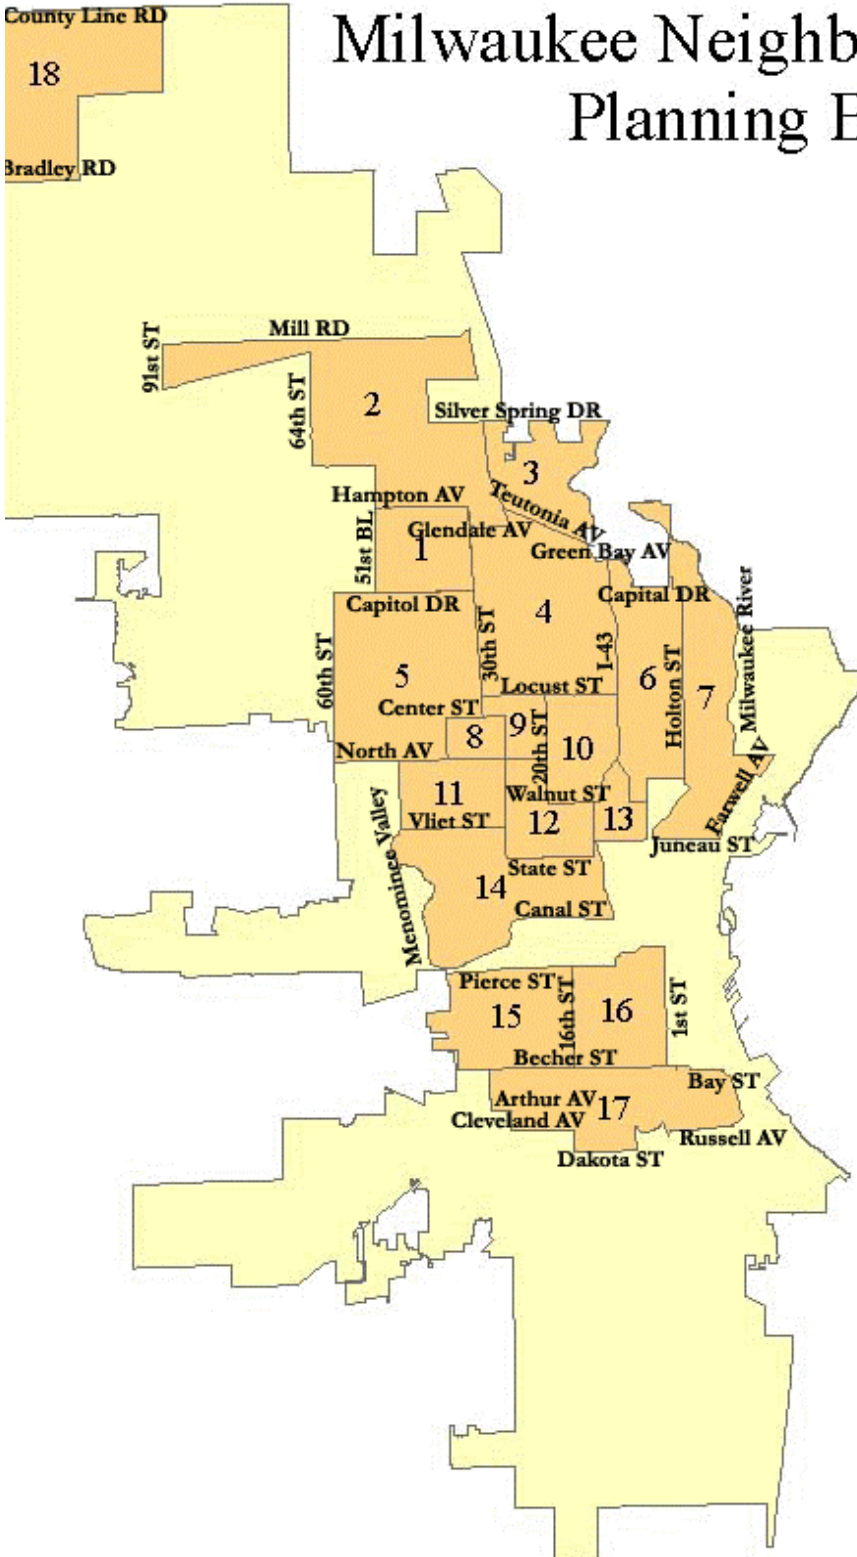 Milwaukee Neighb
Planning E
County Line RD
18
Bradley RD
Mill RD
91st ST
64th ST
2
Silver Spring DR
3
Hampton AV
Teutonia AV
Glendale AV
51st BL
1
Green Bay AV
Capitol DR
Capital DR
4
30th ST
I-43
60th ST
5
6
7
Holton ST
Milwaukee River
Locust ST
Center ST
8
9
20th ST
10
North AV
Farwell AV
11
Walnut ST
Vliet ST
12
13
Juneau ST
Menomince Valley
State ST
14
Canal ST
Pierce ST
16th ST
15
16
1st ST
Becher ST
Bay ST
Arthur AV
17
Cleveland AV
Russell AV
Dakota ST